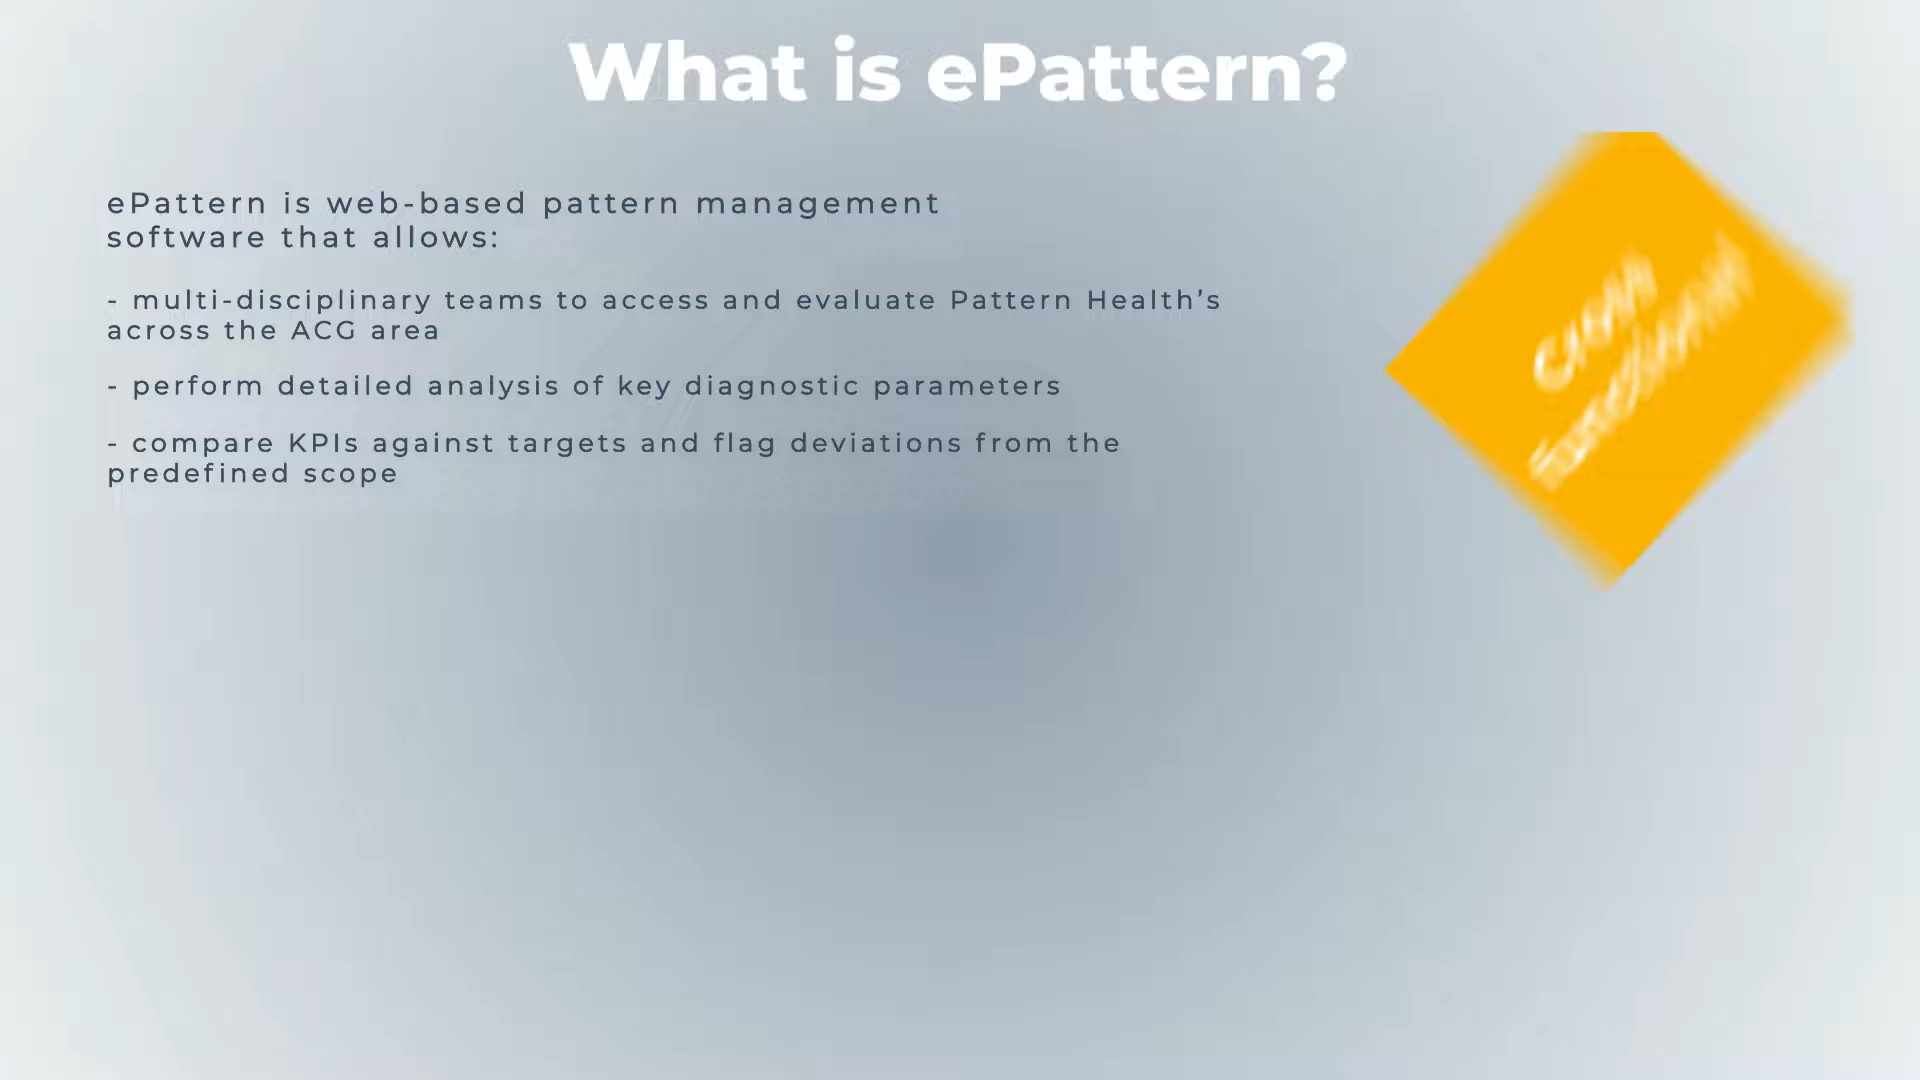 What is ePattern?
ePattern is web-based pattern management
software that allows:
- multi-disciplinary teams to access and evaluate Pattern Health’s
across the ACG area
- perform detailed analysis of key diagnostic parameters
- compare KPIs against targets and flag deviations from the
predefined scope